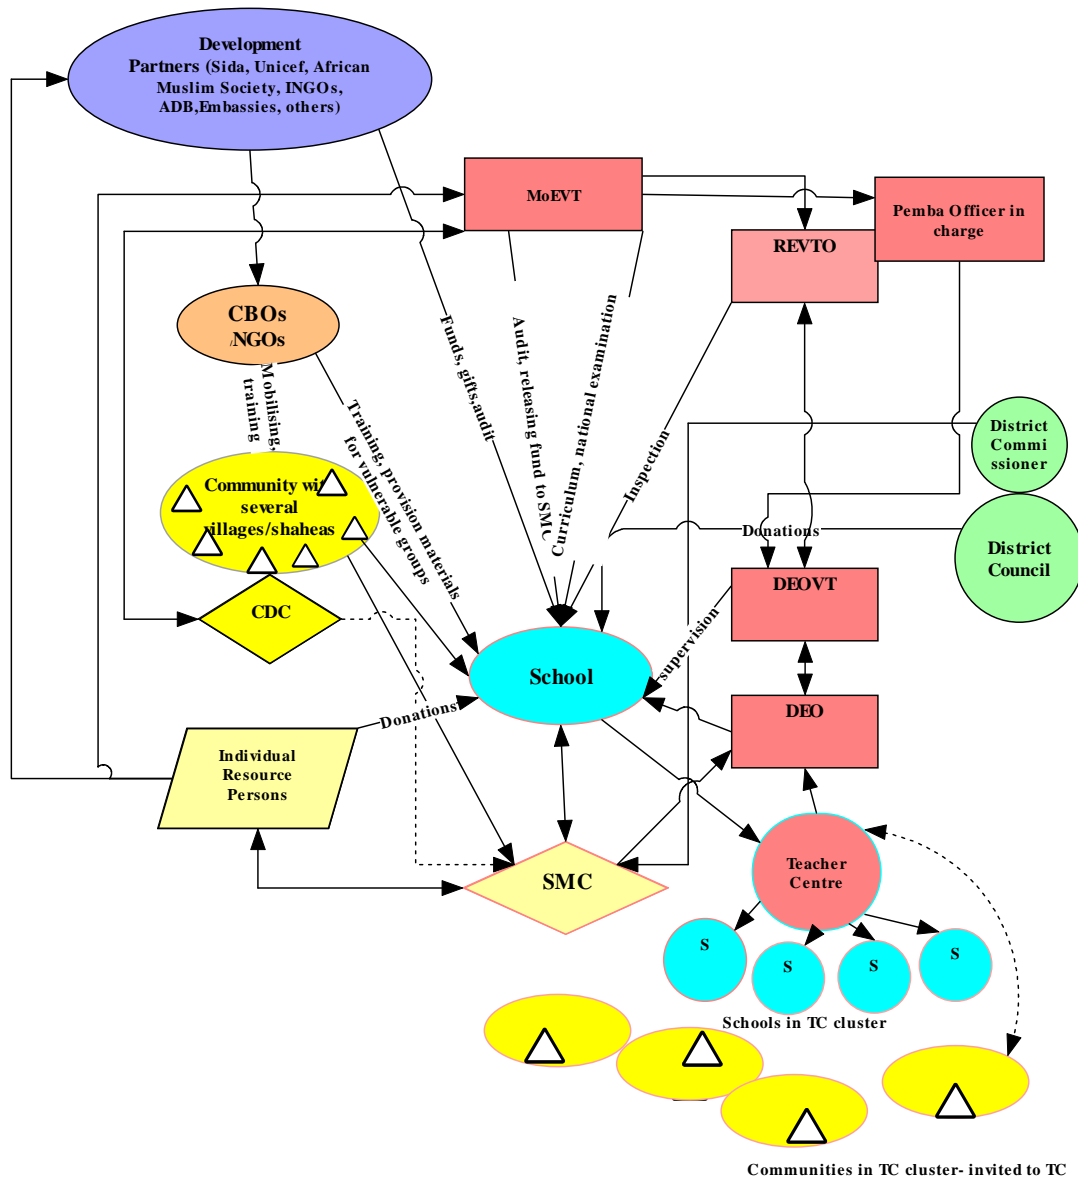 Development
Partners (Sida, Unicef, African
Muslim Society, INGOs,
ADB,Embassies, others)
MoEVT
Pemba Officer in
charge
REVTO
CBOs
/NGOs
Mobilising,
training
Training, provision materials
for vulnerable groups
Funds, gifts,audit
Audit, releasing fund to SMC
Curriculum, national examination
Inspection
District
Commi
ssioner
Community with
several
villages/shaheas
Donations
District
Council
DEOVT
CDC
supervision
School
DEO
Donations
Individual
Resource
Persons
SMC
Teacher
Centre
S
S
S
S
Schools in TC cluster
Communities in TC cluster- invited to TC